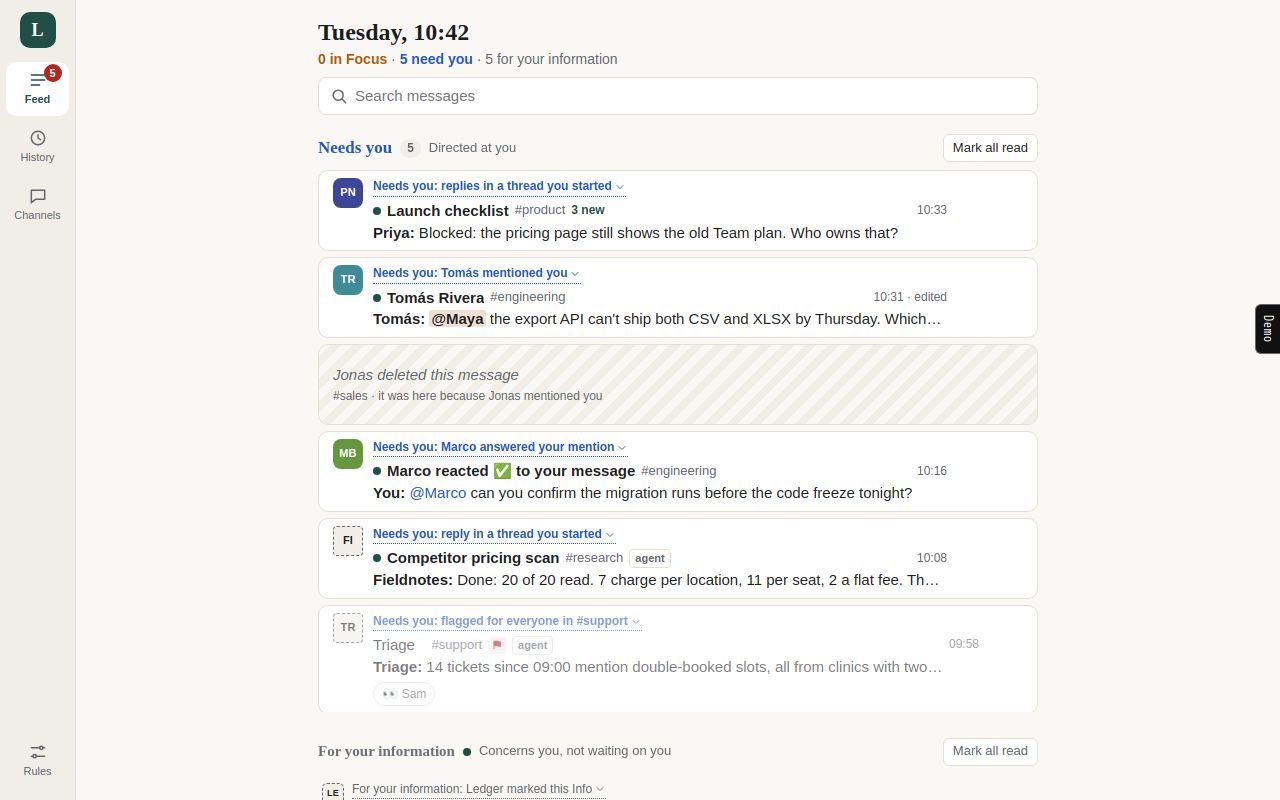 L
Tuesday, 10:42
0 in Focus · 5 need you · 5 for your information
Search messages
5
Feed
History
Channels
Rules
Needs you 5 Directed at you Mark all read
PN Needs you: replies in a thread you started
Launch checklist #product 3 new 10:33
Priya: Blocked: the pricing page still shows the old Team plan. Who owns that?
TR Needs you: Tomás mentioned you
Tomás Rivera #engineering 10:31 · edited
Tomás: @Maya the export API can't ship both CSV and XLSX by Thursday. Which…
Jonas deleted this message
#sales · it was here because Jonas mentioned you
MB Needs you: Marco answered your mention
Marco reacted ✅ to your message #engineering 10:16
You: @Marco can you confirm the migration runs before the code freeze tonight?
FI Needs you: reply in a thread you started
Competitor pricing scan #research agent 10:08
Fieldnotes: Done: 20 of 20 read. 7 charge per location, 11 per seat, 2 a flat fee. Th…
TR Needs you: flagged for everyone in #support
Triage #support agent 09:58
Triage: 14 tickets since 09:00 mention double-booked slots, all from clinics with two…
👀 Sam
For your information Concerns you, not waiting on you Mark all read
LE For your information: Ledger marked this Info
Demo